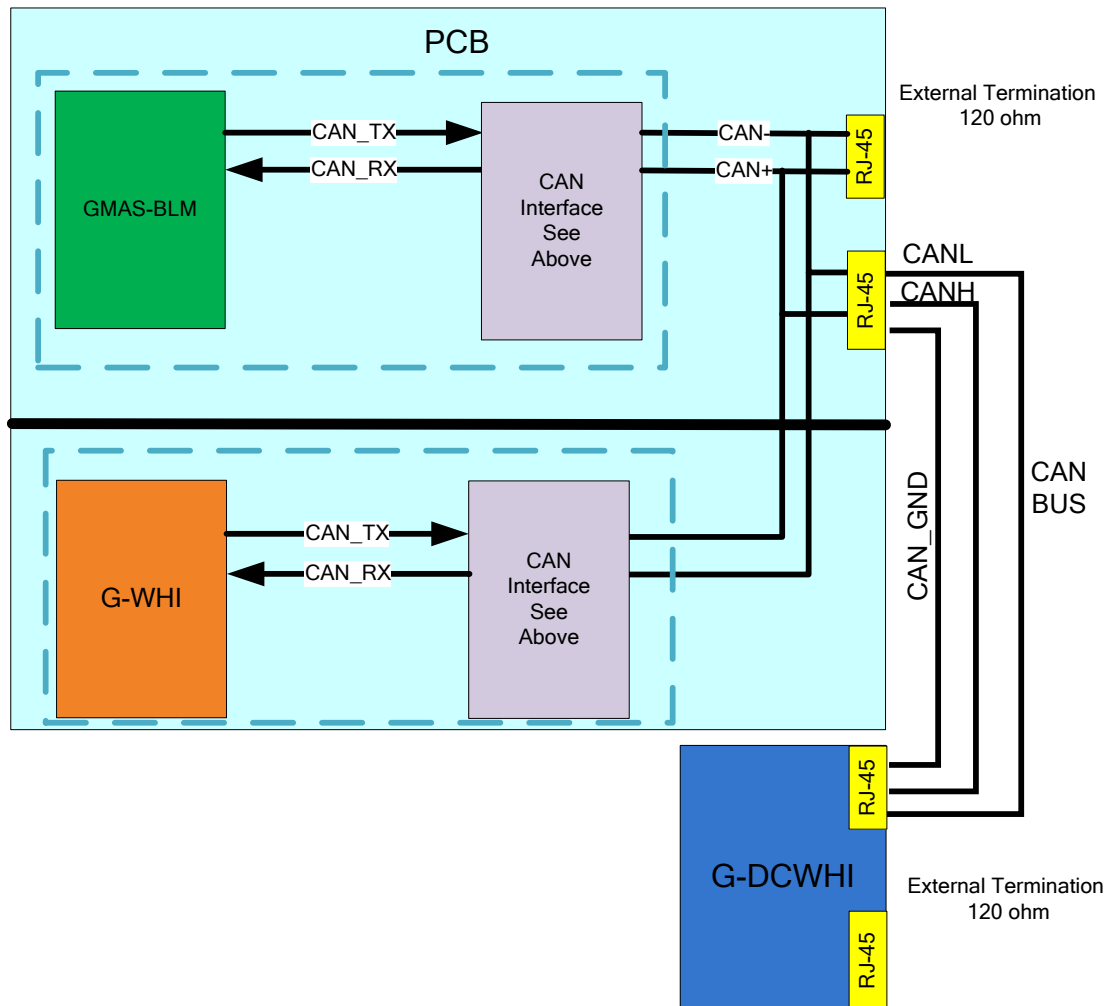 PCB
External Termination
120 ohm
GMAS-BLM
CAN_TX
CAN_RX
CAN
Interface
See
Above
CAN-
CAN+
RJ-45
RJ-45
CANL
CANH
G-WHI
CAN_TX
CAN_RX
CAN
Interface
See
Above
CAN_GND
CAN
BUS
RJ-45
G-DCWHI
External Termination
120 ohm
RJ-45